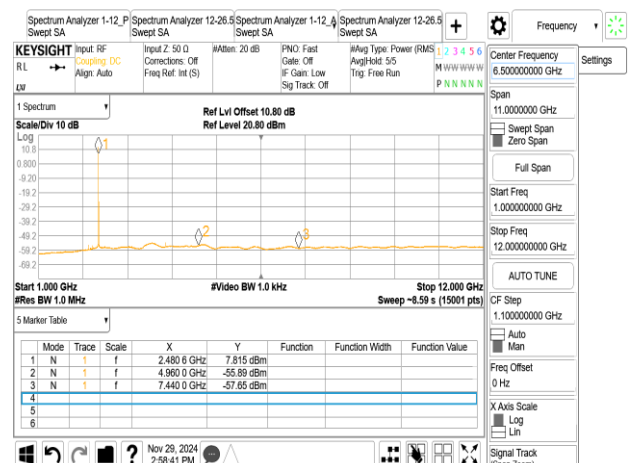 Spectrum Analyzer 1-12_P Spectrum Analyzer 12-26.5 Spectrum Analyzer 1-12_A Spectrum Analyzer 12-26.5 +
Swept SA Swept SA Swept SA Swept SA
Frequency
KEYSIGHT Input: RF Input Z: 50 Ω #Atten: 20 dB PNO: Fast #Avg Type: Power (RMS 1 2 3 4 5 6
RL Coupling: DC Corrections: Off Gate: Off Avg|Hold: 5/5 M W W W W W
Align: Auto Freq Ref: Int (S) IF Gain: Low Trig: Free Run
Sig Track: Off P N N N N N
LXI
1 Spectrum
Ref Lvl Offset 10.80 dB
Scale/Div 10 dB Ref Level 20.80 dBm
Log
10.8
0.800
-9.20
-19.2
-29.2
-39.2
-49.2
-59.2
-69.2
1
2
3
Start 1.000 GHz #Video BW 1.0 kHz Stop 12.000 GHz
#Res BW 1.0 MHz Sweep ~8.59 s (15001 pts)
5 Marker Table
Mode Trace Scale X Y Function Function Width Function Value
1 N 1 f 2.480 6 GHz 7.815 dBm
2 N 1 f 4.960 0 GHz -55.89 dBm
3 N 1 f 7.440 0 GHz -57.65 dBm
4
5
6
? Nov 29, 2024
2:58:41 PM
Center Frequency
6.500000000 GHz
Settings
Span
11.0000000 GHz
Swept Span
Zero Span
Full Span
Start Freq
1.000000000 GHz
Stop Freq
12.000000000 GHz
AUTO TUNE
CF Step
1.100000000 GHz
Auto
Man
Freq Offset
0 Hz
X Axis Scale
Log
Lin
Signal Track
(Span Zoom)